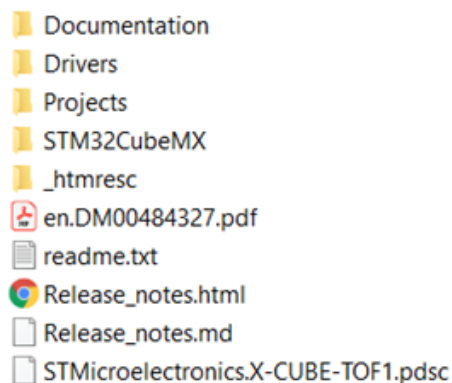 Documentation
Drivers
Projects
STM32CubeMX
_htmresc
en.DM00484327.pdf
readme.txt
Release_notes.html
Release_notes.md
STMicroelectronics.X-CUBE-TOF1.pdsc